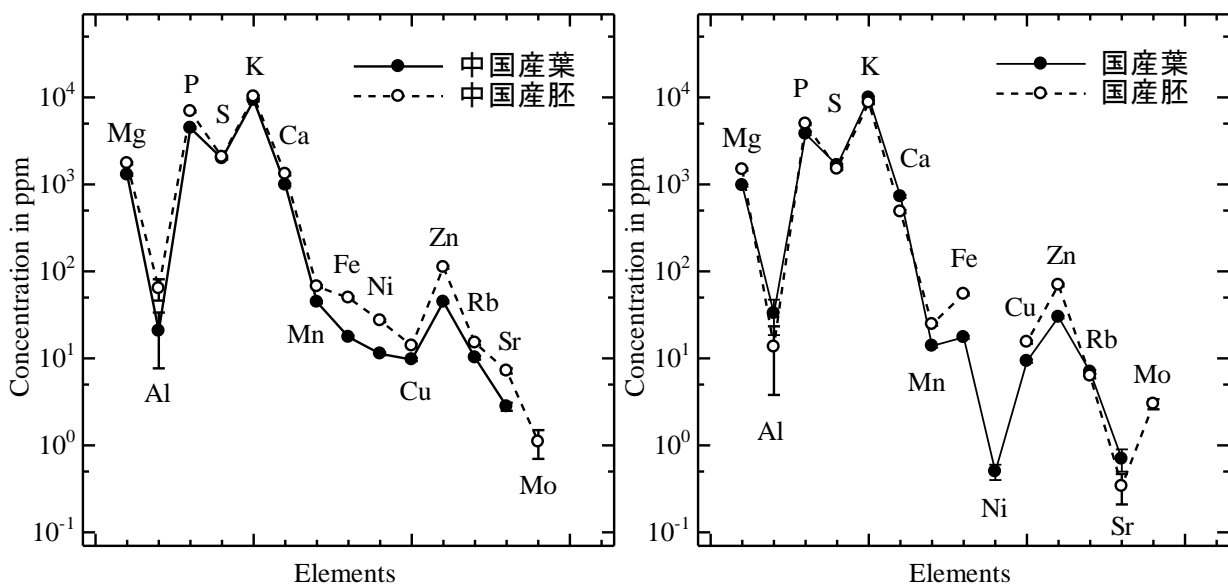 中国産葉
中国産胚
Concentration in ppm
10^4
10^3
10^2
10^1
10^0
10^-1
Mg
Al
P
S
K
Ca
Mn
Fe
Ni
Cu
Zn
Rb
Sr
Mo
Elements
国産葉
国産胚
Concentration in ppm
10^4
10^3
10^2
10^1
10^0
10^-1
Mg
Al
P
S
K
Ca
Mn
Fe
Ni
Cu
Zn
Rb
Sr
Mo
Elements